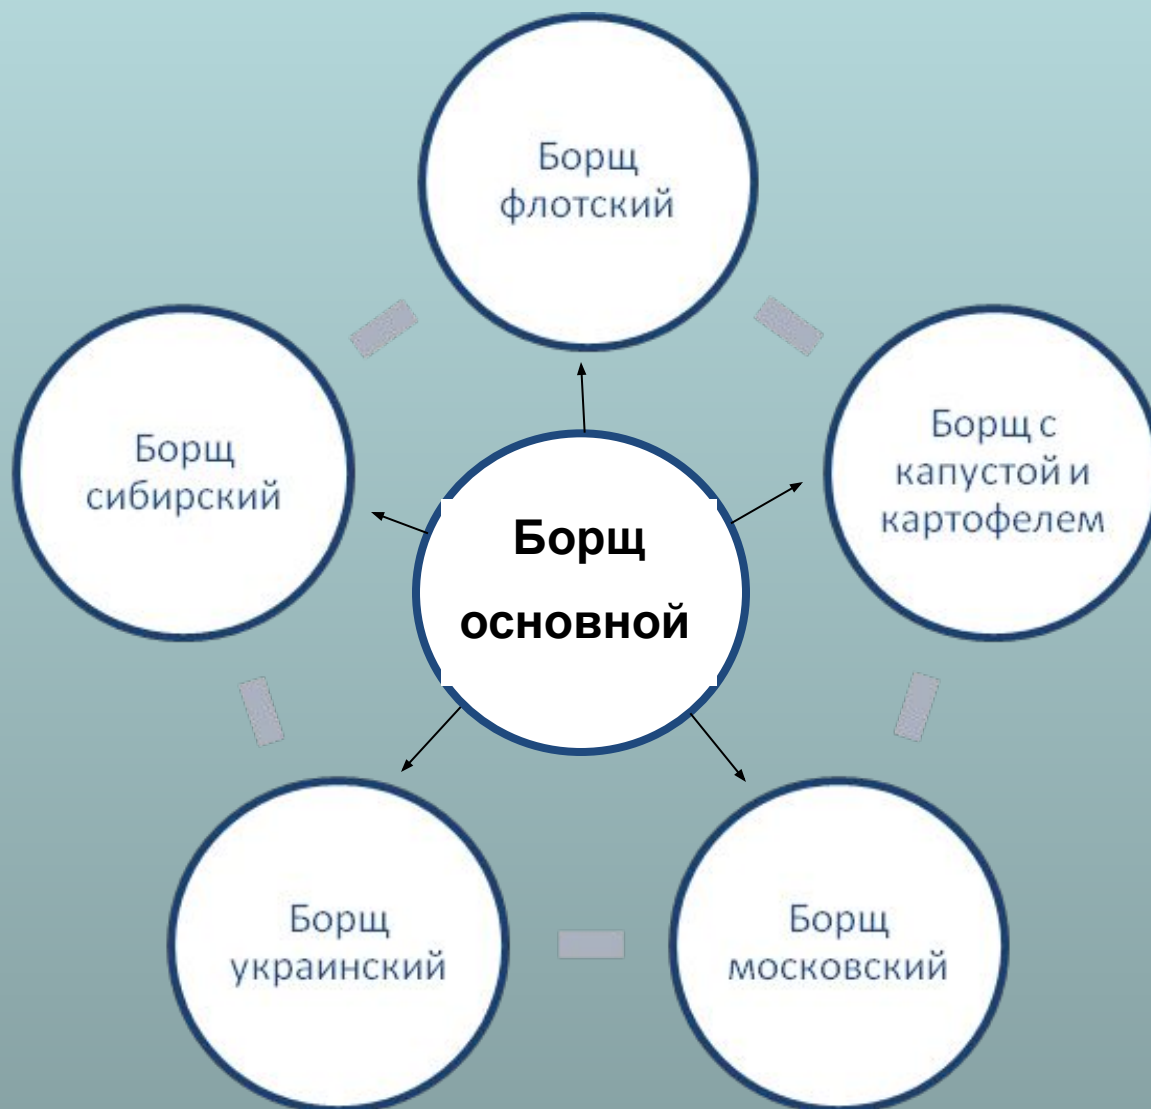 Борщ
флотский
Борщ
сибирский
Борщ с
капустой и
картофелем
Борщ
основной
Борщ
украинский
Борщ
московский